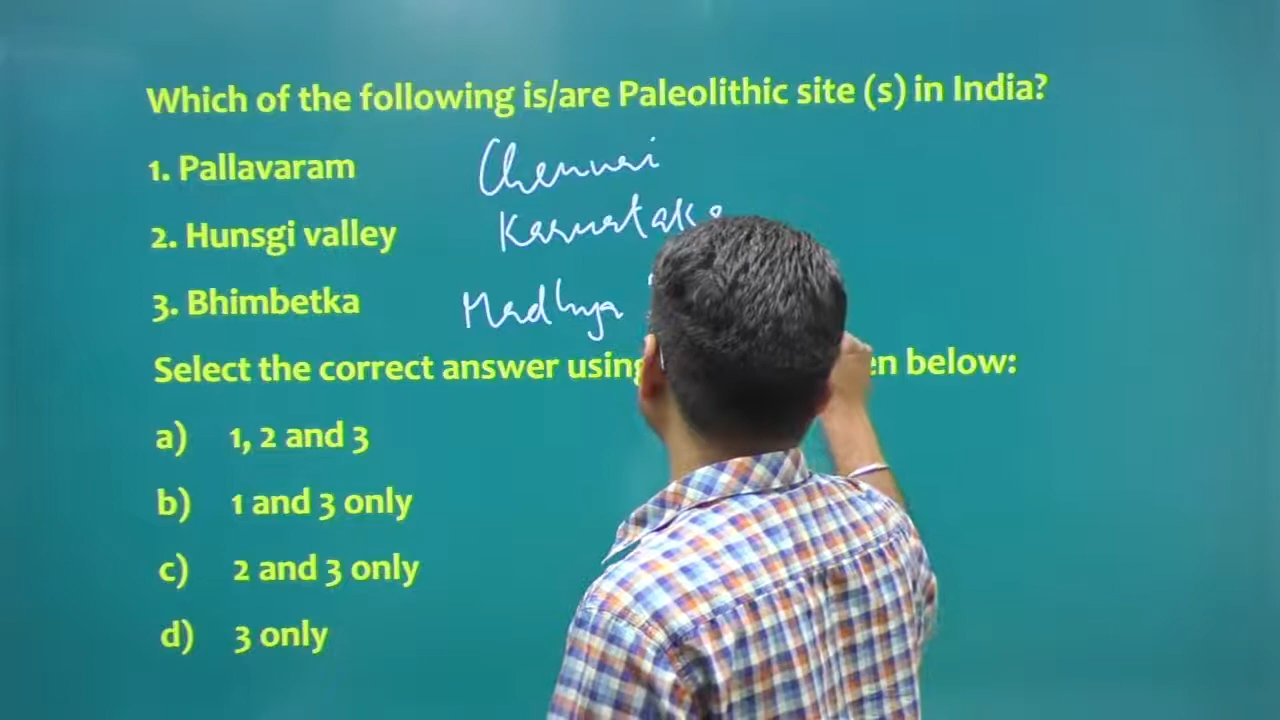 Which of the following is/are Paleolithic site (s) in India?
1. Pallavaram Chennai
2. Hunsgi valley Karnataka
3. Bhimbetka Madhya
Select the correct answer using en below:
a) 1, 2 and 3
b) 1 and 3 only
c) 2 and 3 only
d) 3 only